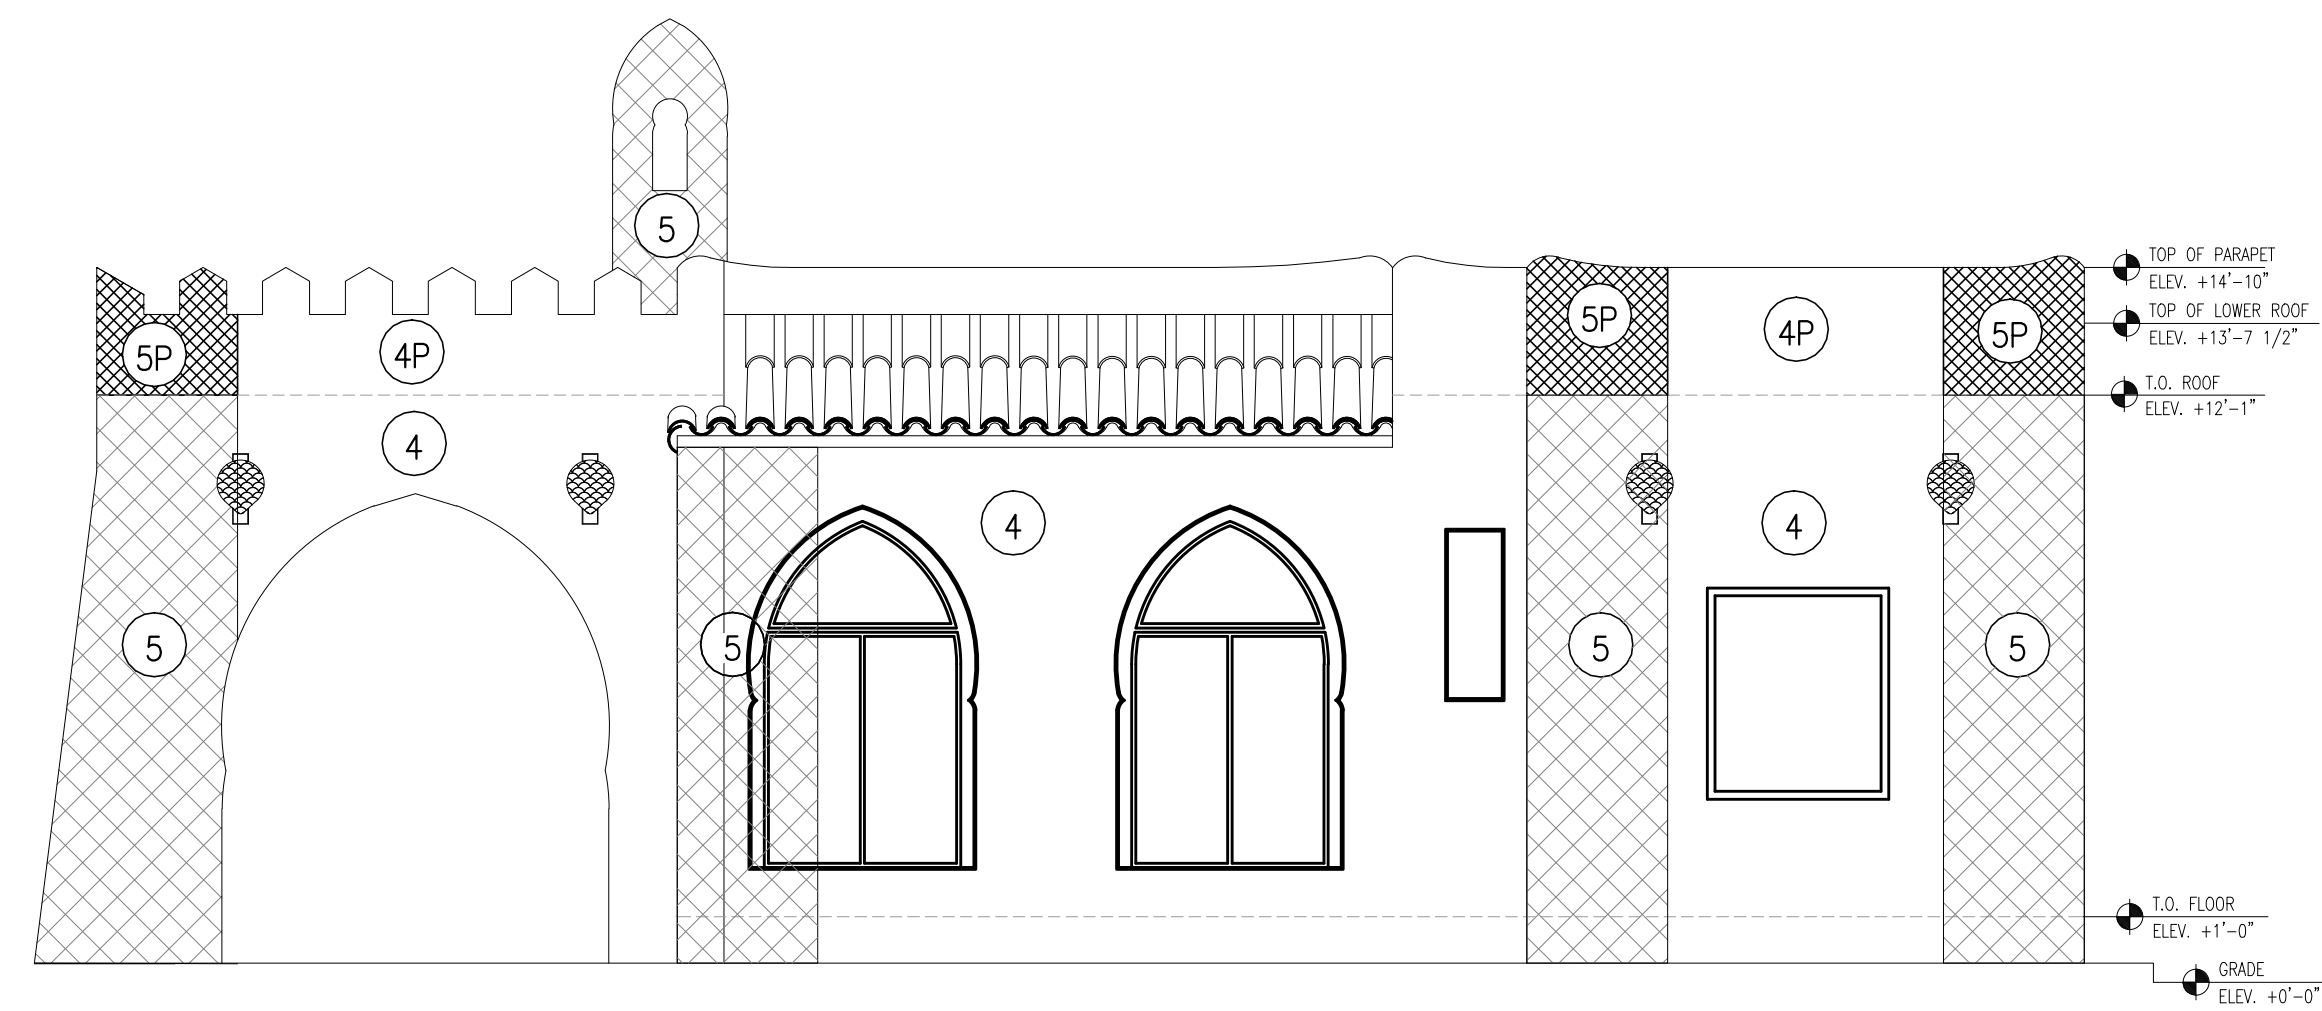 5
TOP OF PARAPET
ELEV. +14'-10"
5P
4P
5P
4P
5P
TOP OF LOWER ROOF
ELEV. +13'-7 1/2"
T.O. ROOF
ELEV. +12'-1"
4
4
4
5
5
5
5
T.O. FLOOR
ELEV. +1'-0"
GRADE
ELEV. +0'-0"